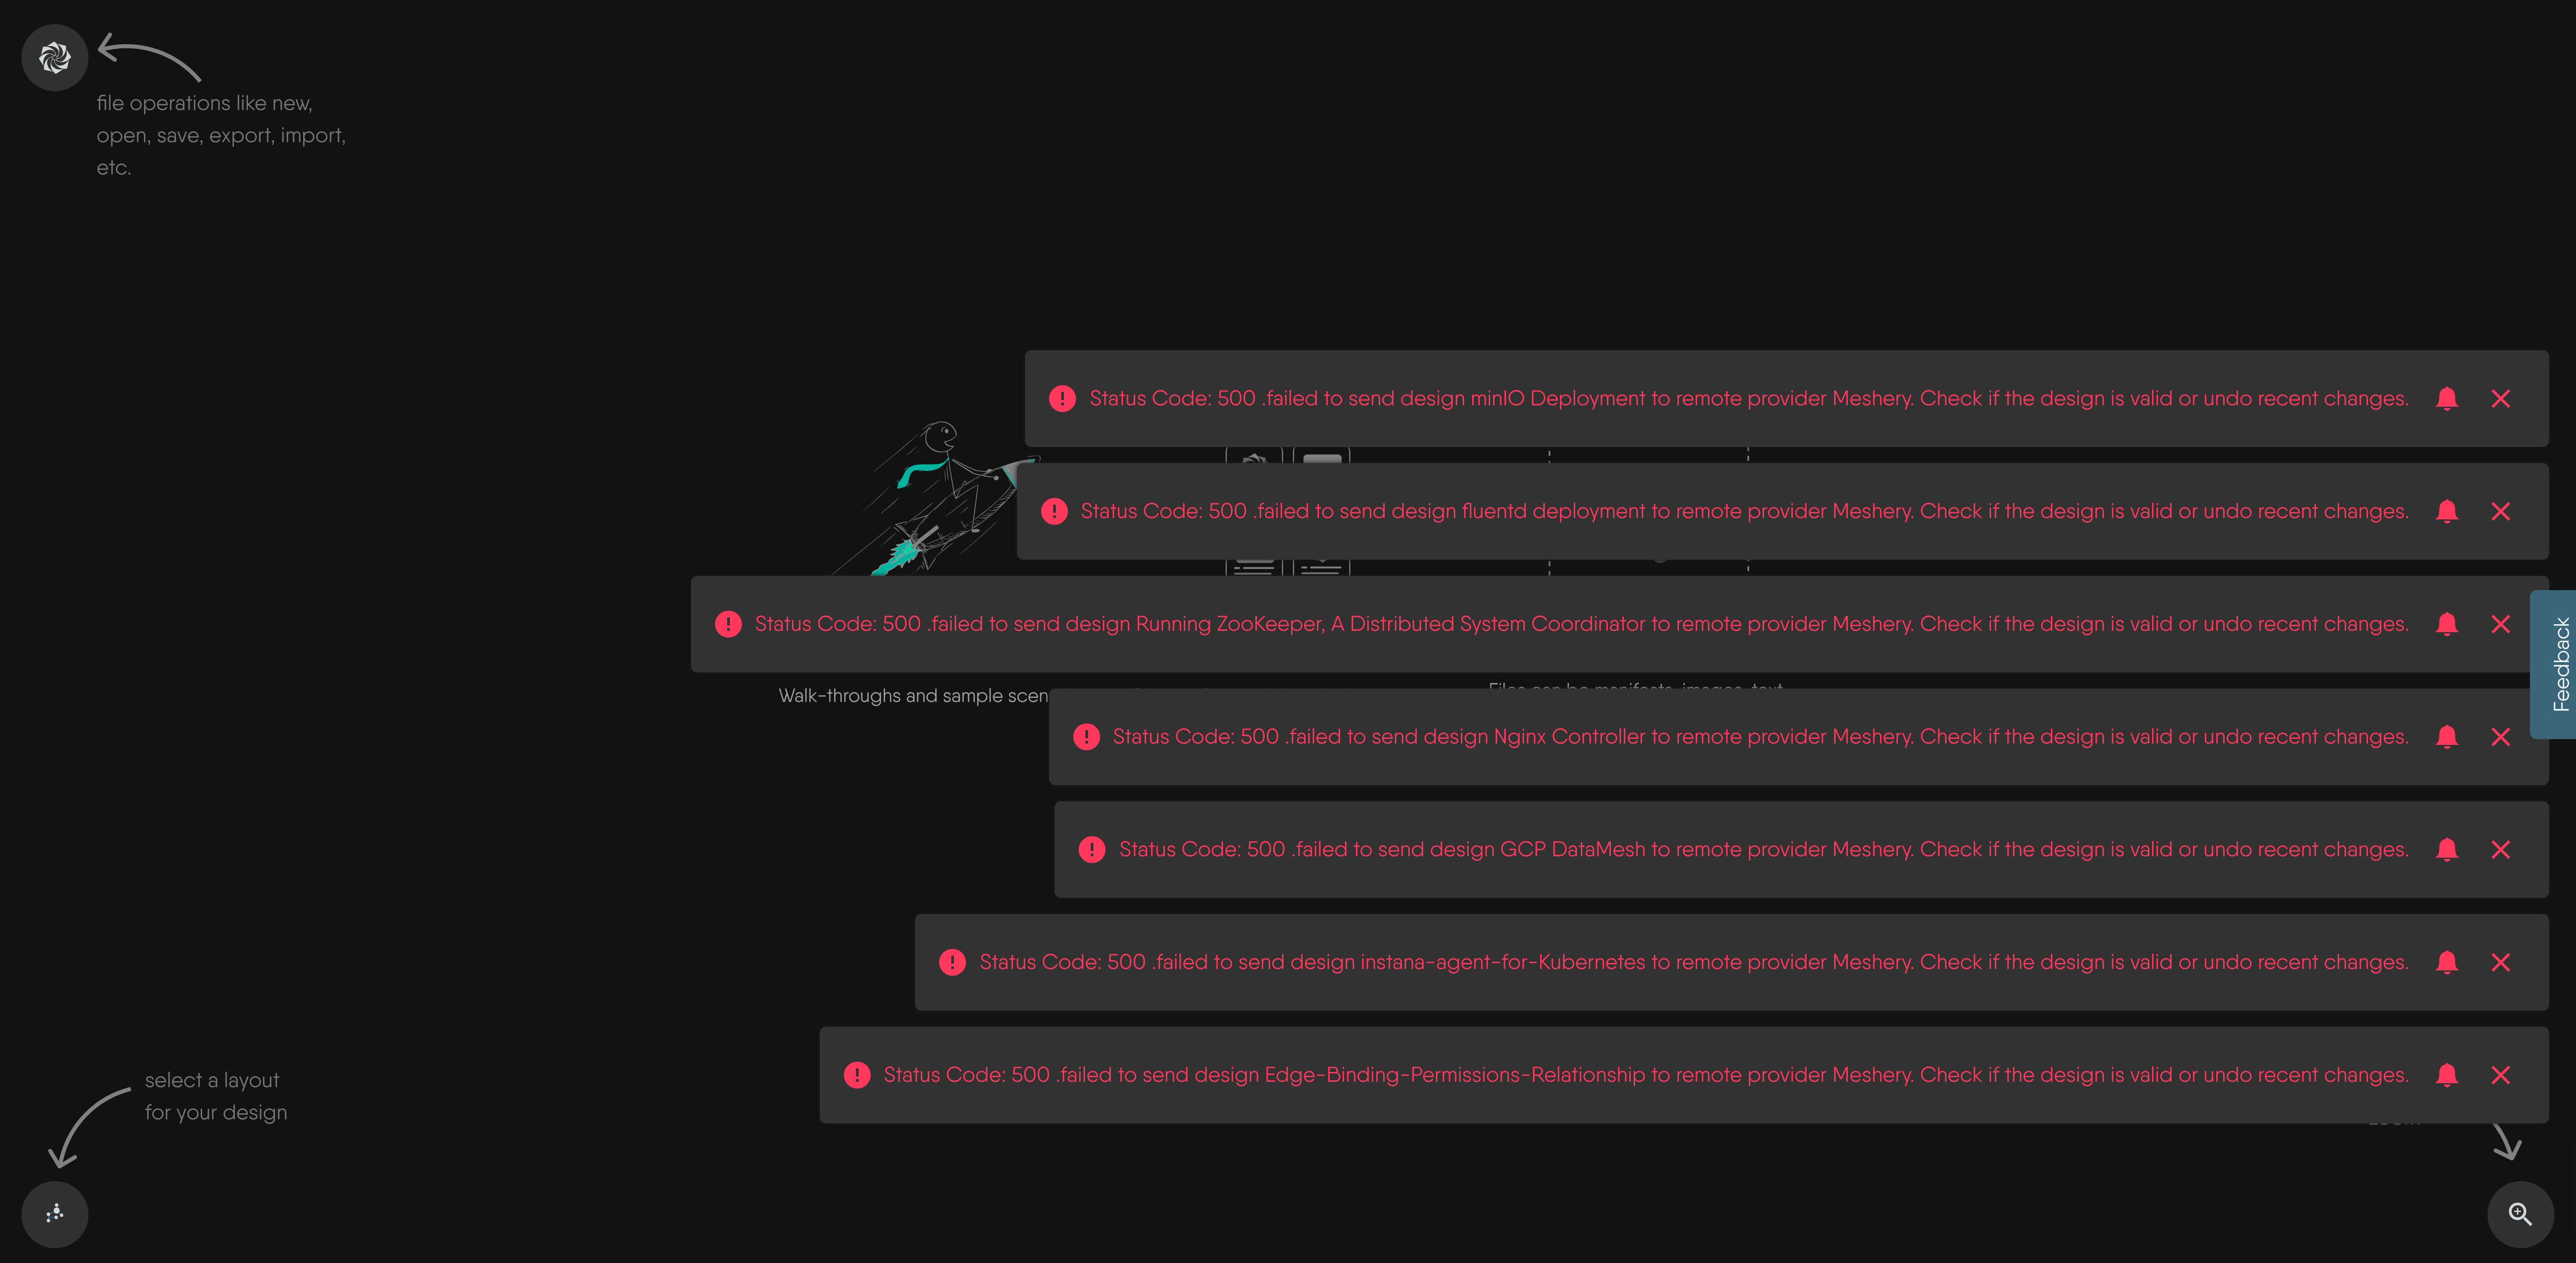 file operations like new,
open, save, export, import,
etc.
Status Code: 500 .failed to send design minIO Deployment to remote provider Meshery. Check if the design is valid or undo recent changes.
Status Code: 500 .failed to send design fluentd deployment to remote provider Meshery. Check if the design is valid or undo recent changes.
Status Code: 500 .failed to send design Running ZooKeeper, A Distributed System Coordinator to remote provider Meshery. Check if the design is valid or undo recent changes.
Feedback
Walk-throughs and sample scen
Files can be manifests, images, text
Status Code: 500 .failed to send design Nginx Controller to remote provider Meshery. Check if the design is valid or undo recent changes.
Status Code: 500 .failed to send design GCP DataMesh to remote provider Meshery. Check if the design is valid or undo recent changes.
Status Code: 500 .failed to send design instana-agent-for-Kubernetes to remote provider Meshery. Check if the design is valid or undo recent changes.
Status Code: 500 .failed to send design Edge-Binding-Permissions-Relationship to remote provider Meshery. Check if the design is valid or undo recent changes.
select a layout
for your design